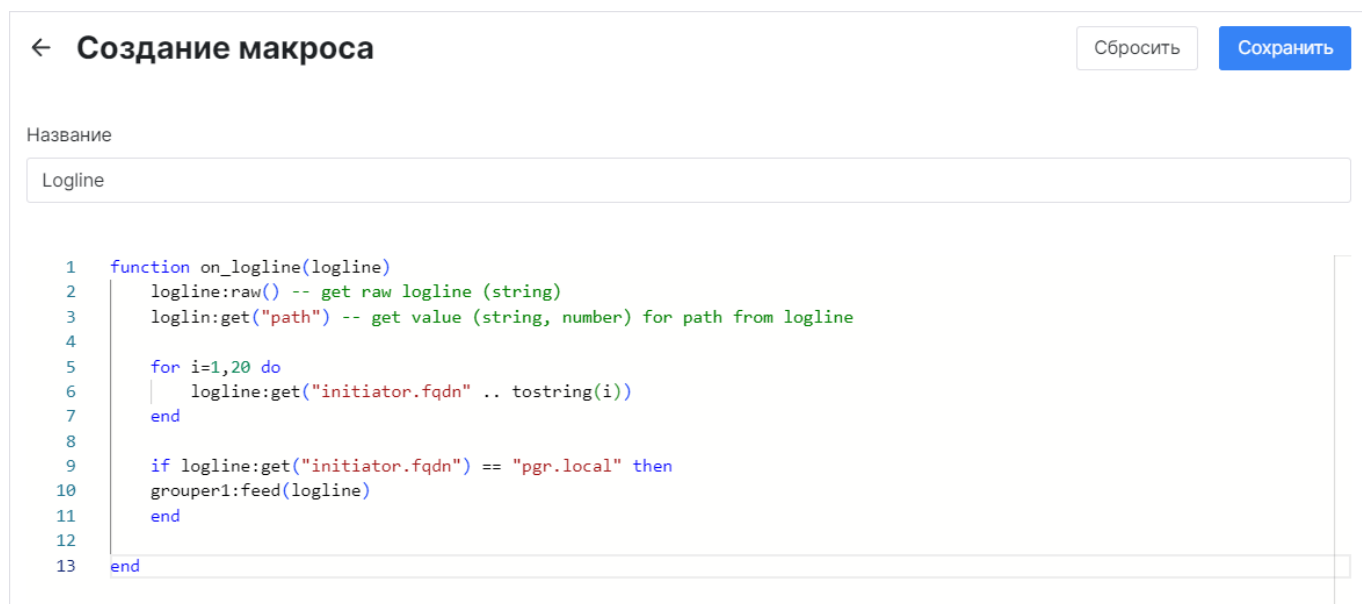 ← Создание макроса
Сбросить
Сохранить
Название
Logline
1 function on_logline(logline)
2     logline:raw() -- get raw logline (string)
3     loglin:get("path") -- get value (string, number) for path from logline
4
5     for i=1,20 do
6         logline:get("initiator.fqdn" .. tostring(i))
7     end
8
9     if logline:get("initiator.fqdn") == "pgr.local" then
10     grouper1:feed(logline)
11     end
12
13 end